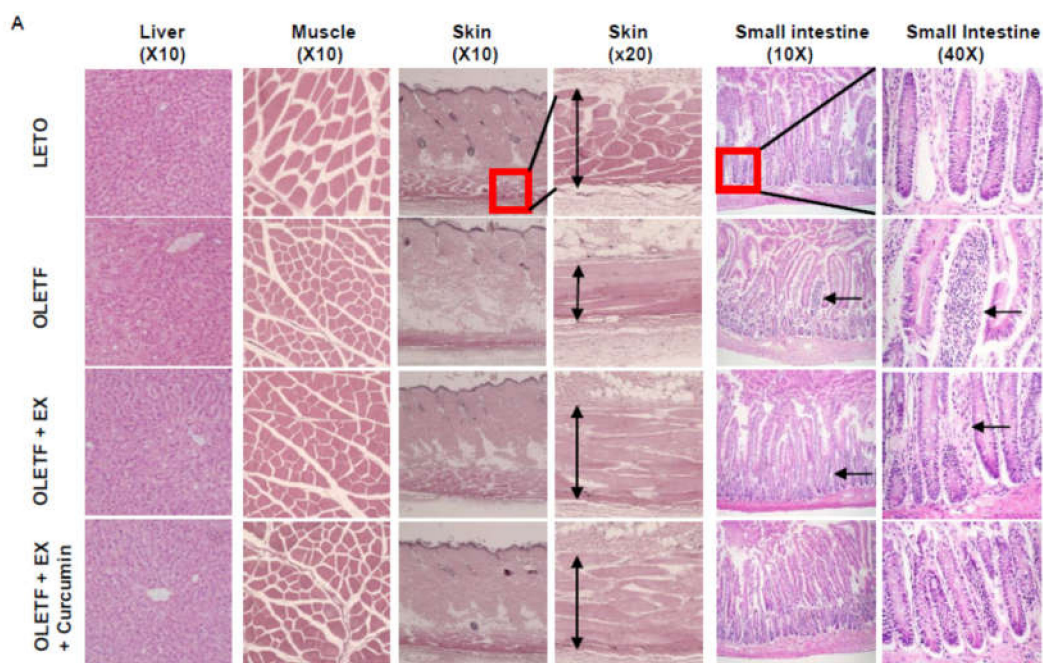 A
Liver
(X10)
Muscle
(X10)
Skin
(X10)
Skin
(x20)
Small intestine
(10X)
Small Intestine
(40X)
LETO
OLETF
OLETF + EX
OLETF + EX
+ Curcumin